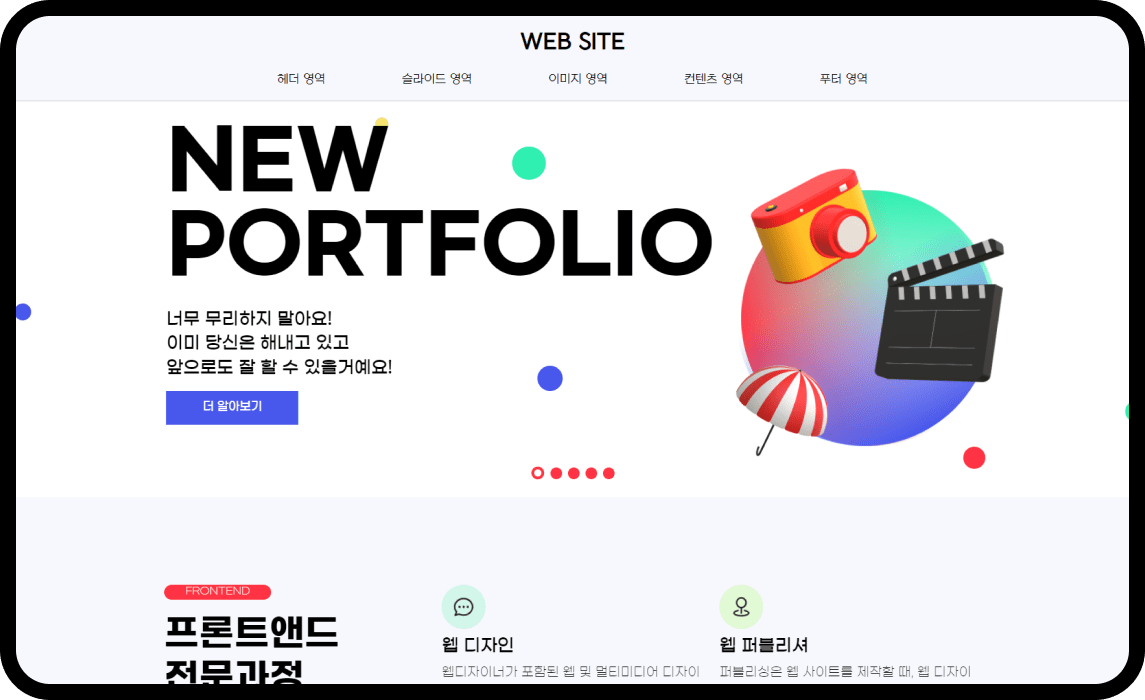 WEB SITE
헤더 영역
슬라이드 영역
이미지 영역
컨텐츠 영역
푸터 영역
NEW
PORTFOLIO
너무 무리하지 말아요!
이미 당신은 해내고 있고
앞으로도 잘 할 수 있을거예요!
더 알아보기
FRONTEND
프론트앤드
전문과정
웹 디자인
웹디자이너가 포함된 웹 및 멀티미디어 디자이
웹 퍼블리셔
퍼블리싱은 웹 사이트를 제작할 때, 웹 디자이